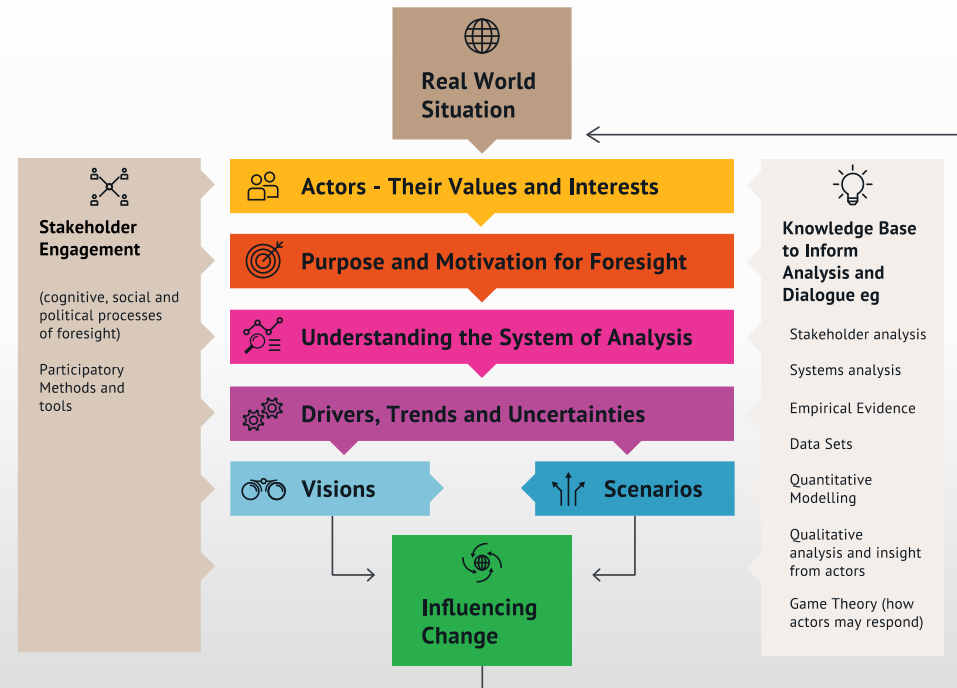 Real World
Situation
Stakeholder
Engagement
(cognitive, social and
political processes
of foresight)
Participatory
Methods and
tools
Actors - Their Values and Interests
Purpose and Motivation for Foresight
Understanding the System of Analysis
Drivers, Trends and Uncertainties
Visions
Scenarios
Influencing
Change
Knowledge Base
to Inform
Analysis and
Dialogue eg
Stakeholder analysis
Systems analysis
Empirical Evidence
Data Sets
Quantitative
Modelling
Qualitative
analysis and insight
from actors
Game Theory (how
actors may respond)